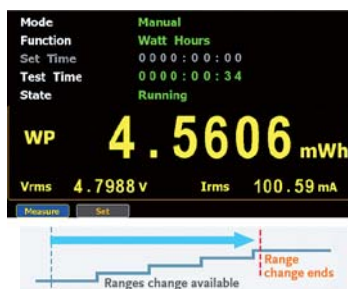 Mode Manual
Function Watt Hours
Set Time 0000:00:00
Test Time 0000:00:34
State Running
WP 4.5606 mWh
Vrms 4.7988 V Irms 100.59 mA
Measure Set
Range
change ends
Ranges change available